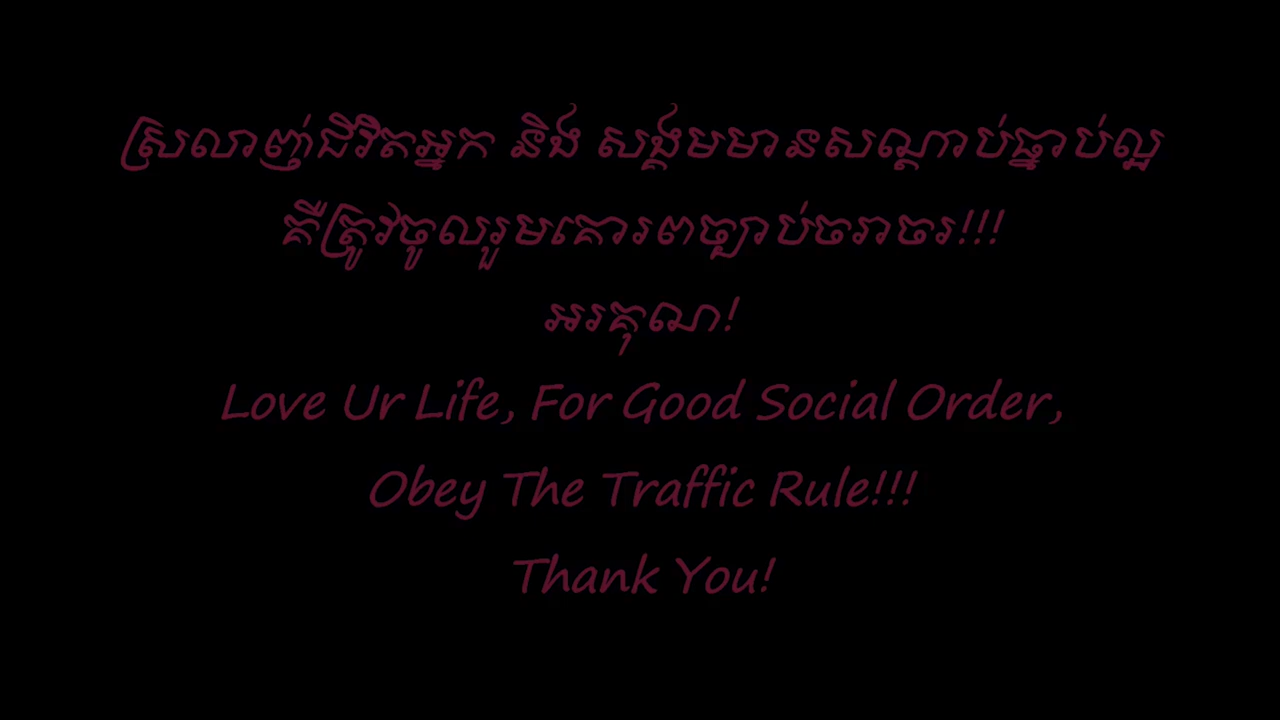 ស្រលាញ់ជីវិតអ្នក និង សង្គមមានសណ្ដាប់ធ្នាប់ល្អ
គឺត្រូវចូលរួមគោរពច្បាប់ចរាចរ!!!
អរគុណ!
Love Ur Life, For Good Social Order,
Obey The Traffic Rule!!!
Thank You!